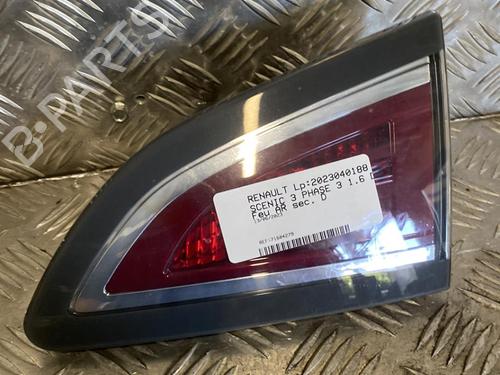 B-Parts
RENAULT Lp:2023040188
SCENIC 3 PHASE 3 1.6 D
Feu AR sec. D